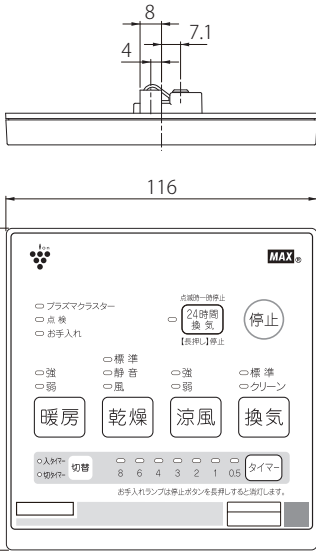 8
7.1
4
116
ion
MAX®
点滅時一時停止
プラズマクラスター
点検
お手入れ
24時間
換気
停止
【長押し】停止
標準
強
静音
強
標準
弱
風
弱
クリーン
暖房
乾燥
涼風
換気
入タイマー
切タイマー
切替
8 6 4 3 2 1 0.5
タイマー
お手入れランプは停止ボタンを長押しすると消灯します。